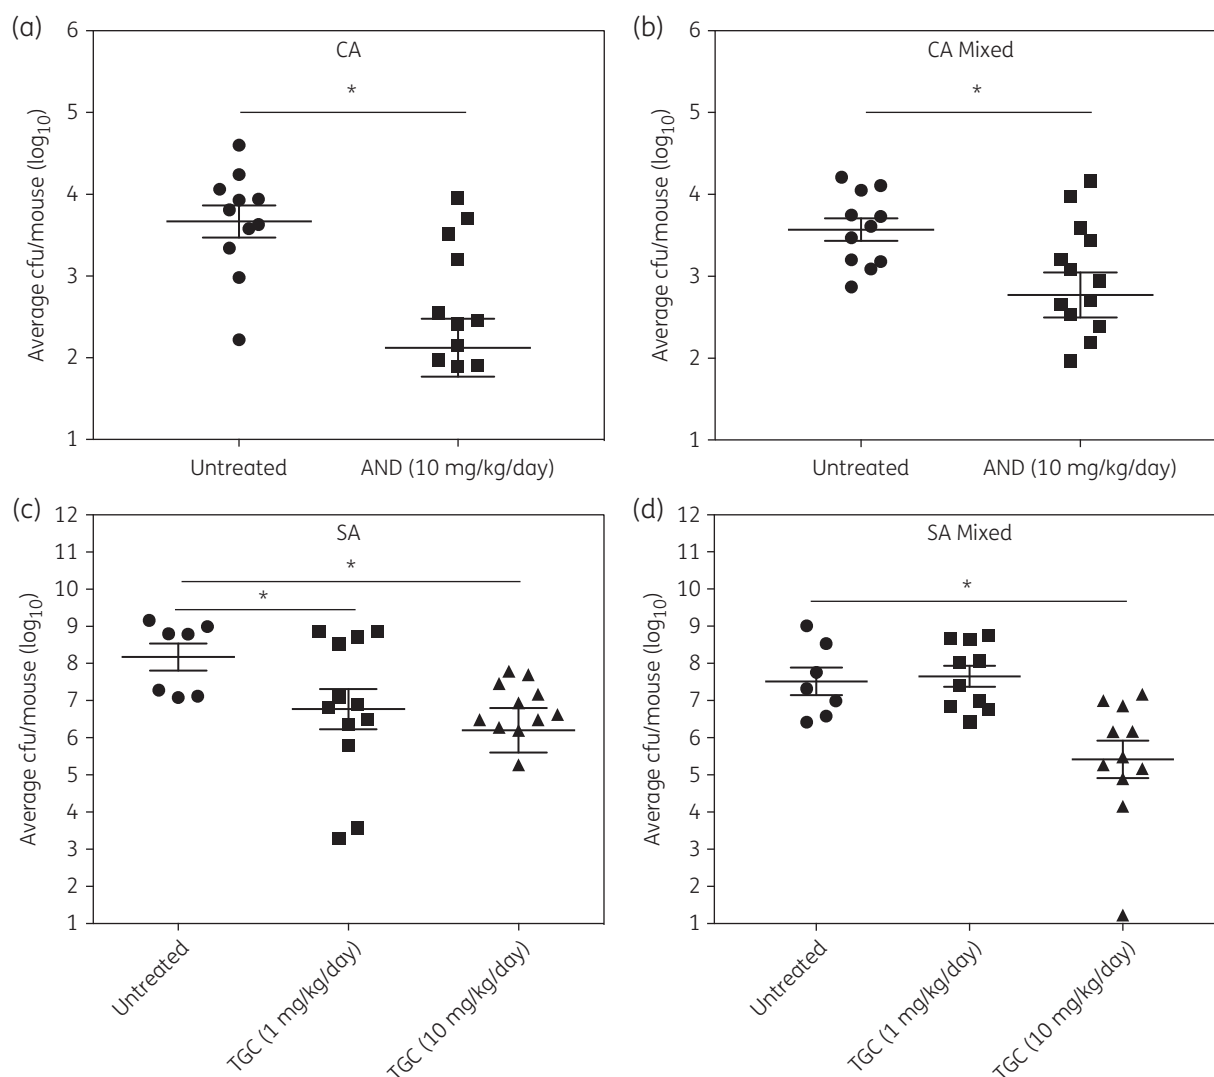 (a)
CA
*
Average cfu/mouse (log10)
6
5
4
3
2
1
Untreated
AND (10 mg/kg/day)
(b)
CA Mixed
*
Average cfu/mouse (log10)
6
5
4
3
2
1
Untreated
AND (10 mg/kg/day)
(c)
SA
*
*
Average cfu/mouse (log10)
12
11
10
9
8
7
6
5
4
3
2
1
Untreated
TGC (1 mg/kg/day)
TGC (10 mg/kg/day)
(d)
SA Mixed
*
Average cfu/mouse (log10)
12
11
10
9
8
7
6
5
4
3
2
1
Untreated
TGC (1 mg/kg/day)
TGC (10 mg/kg/day)